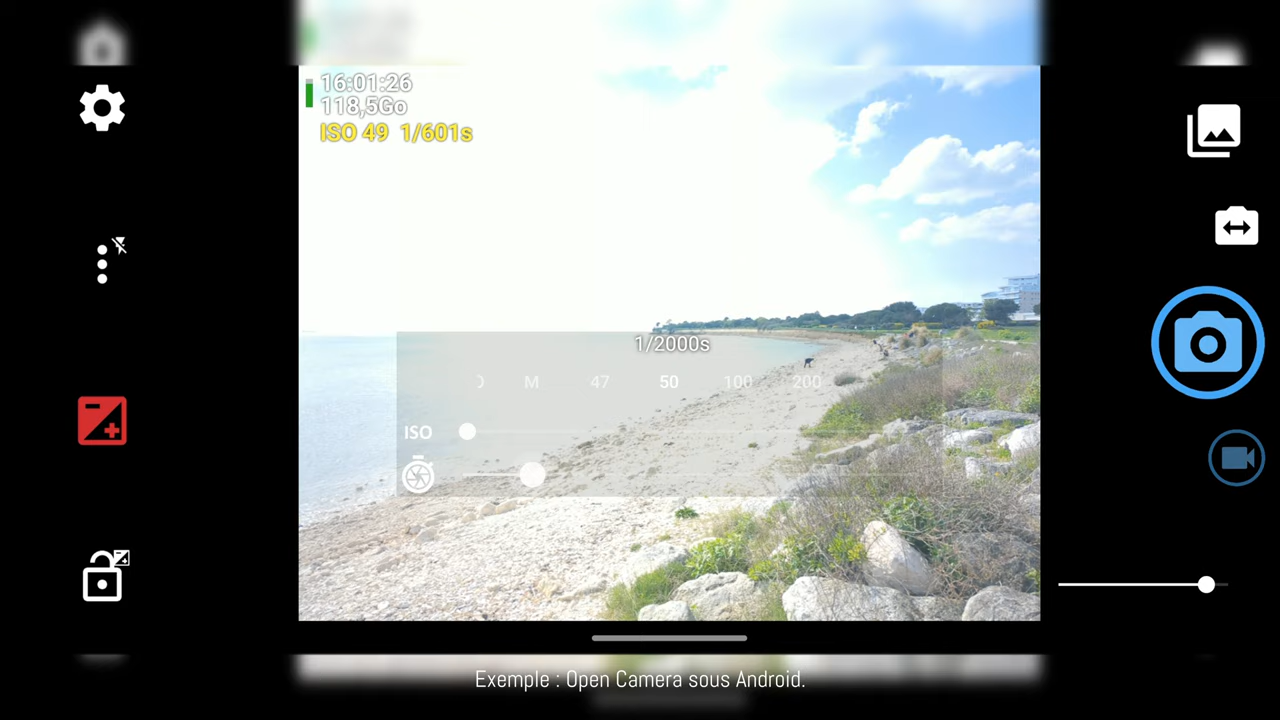 16:01:26
118,5Go
ISO 49 1/601s
1/2000s
M 47 50 100 200
ISO
Exemple : Open Camera sous Android.